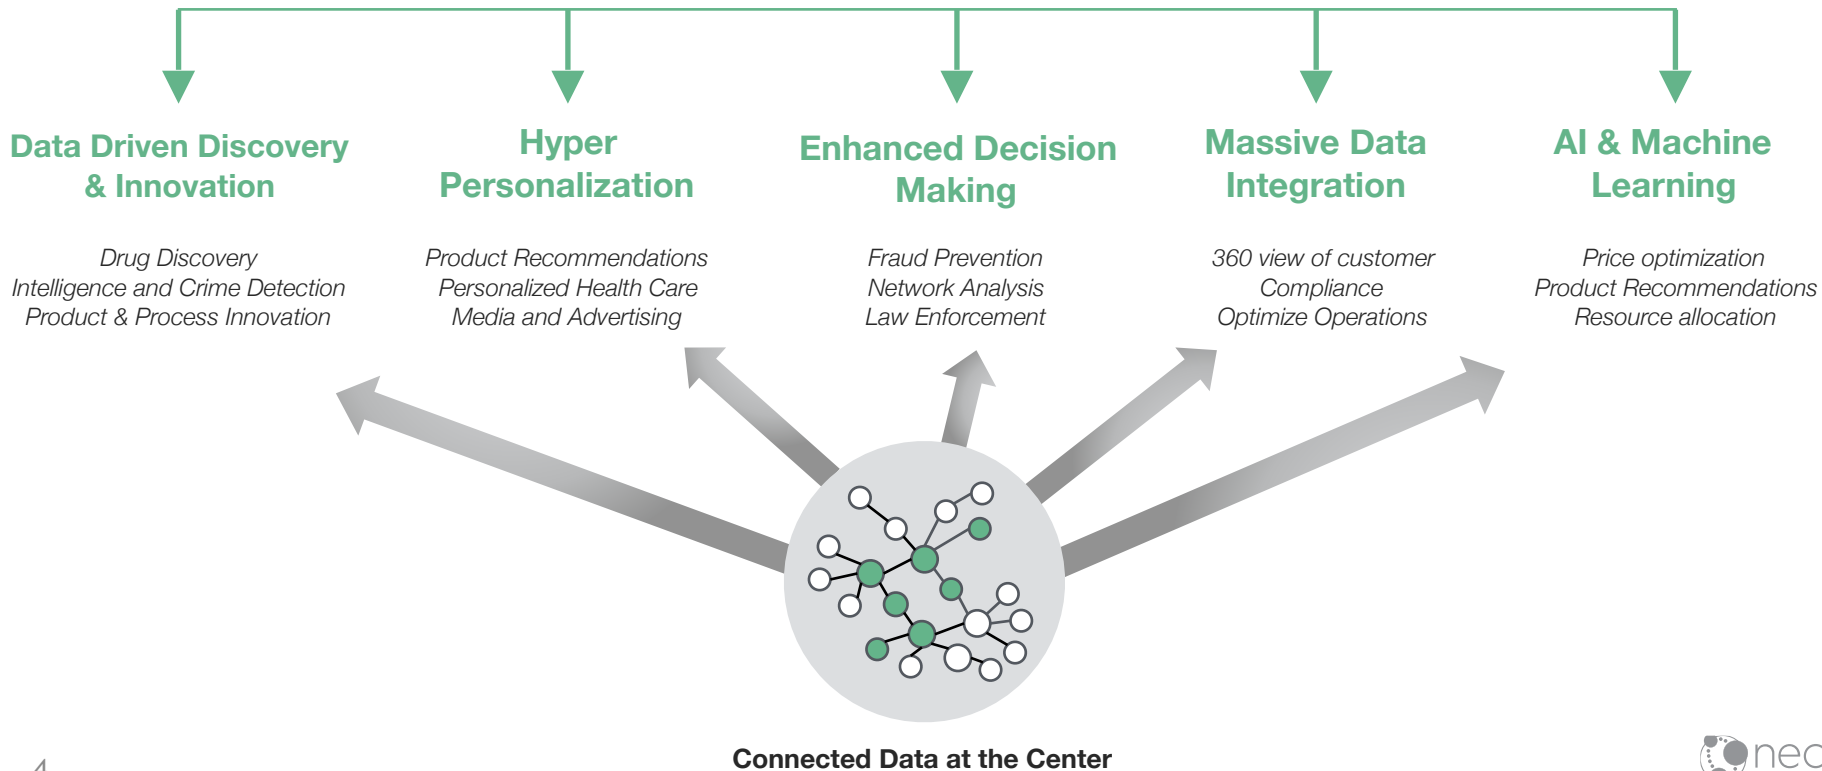 Data Driven Discovery
& Innovation
Drug Discovery
Intelligence and Crime Detection
Product & Process Innovation
Hyper
Personalization
Product Recommendations
Personalized Health Care
Media and Advertising
Enhanced Decision
Making
Fraud Prevention
Network Analysis
Law Enforcement
Massive Data
Integration
360 view of customer
Compliance
Optimize Operations
AI & Machine
Learning
Price optimization
Product Recommendations
Resource allocation
Connected Data at the Center
4